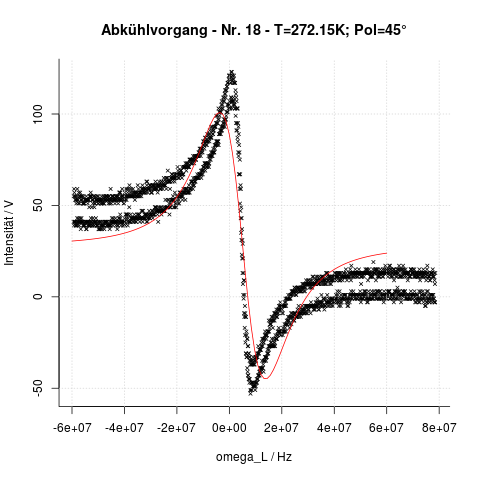 Abkühlvorgang - Nr. 18 - T=272.15K; Pol=45°
Intensität / V
100
50
0
-50
-6e+07 -4e+07 -2e+07 0e+00 2e+07 4e+07 6e+07 8e+07
omega_L / Hz